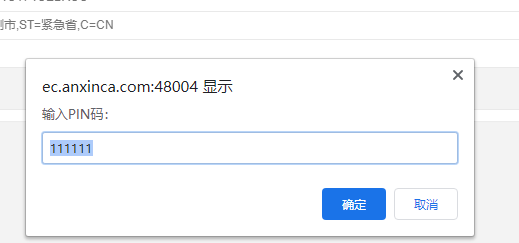 市,ST=紧急省,C=CN
ec.anxinca.com:48004 显示
输入PIN码：
111111
确定
取消